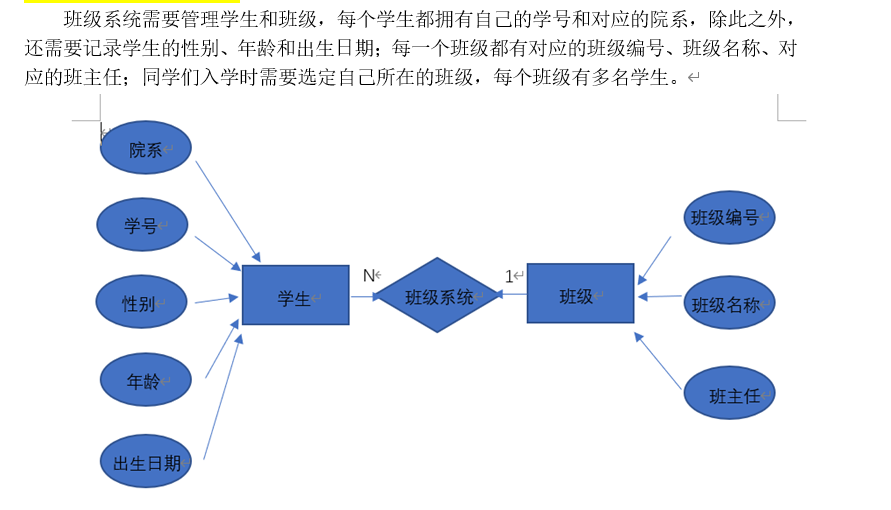 班级系统需要管理学生和班级，每个学生都拥有自己的学号和对应的院系，除此之外，
还需要记录学生的性别、年龄和出生日期；每一个班级都有对应的班级编号、班级名称、对
应的班主任；同学们入学时需要选定自己所在的班级，每个班级有多名学生。
院系
学号
性别
年龄
出生日期
学生
N
班级系统
1
班级
班级编号
班级名称
班主任